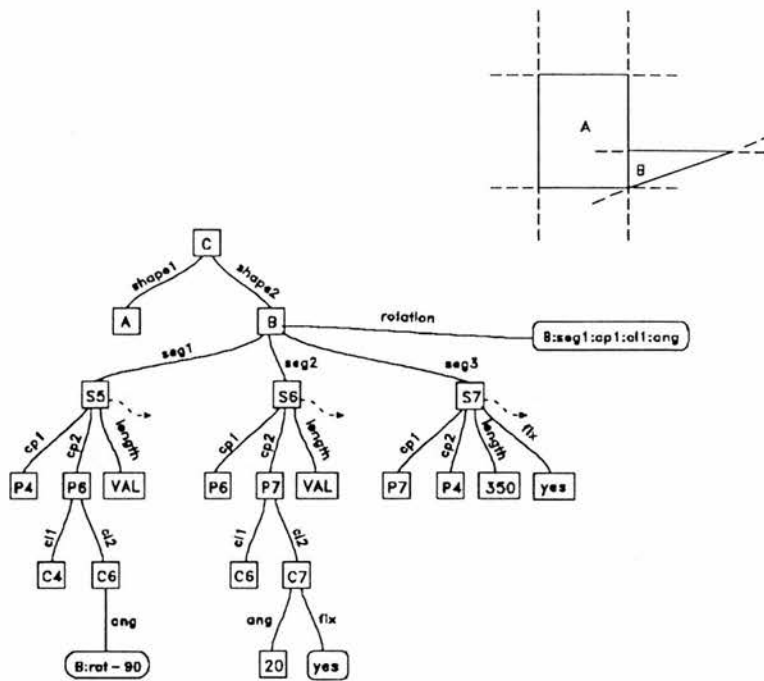 A
B
C
shape1
shape2
A
B
rotation
B:seg1:cp1:cl1:ang
seg1
seg2
seg3
S5
S6
S7
cp1
cp2
length
cp1
cp2
length
cp1
cp2
length
fix
P4
P6
VAL
P6
P7
VAL
P7
P4
350
yes
cl1
cl2
cl1
cl2
C4
C6
C6
C7
ang
ang
fix
B:rot-90
20
yes